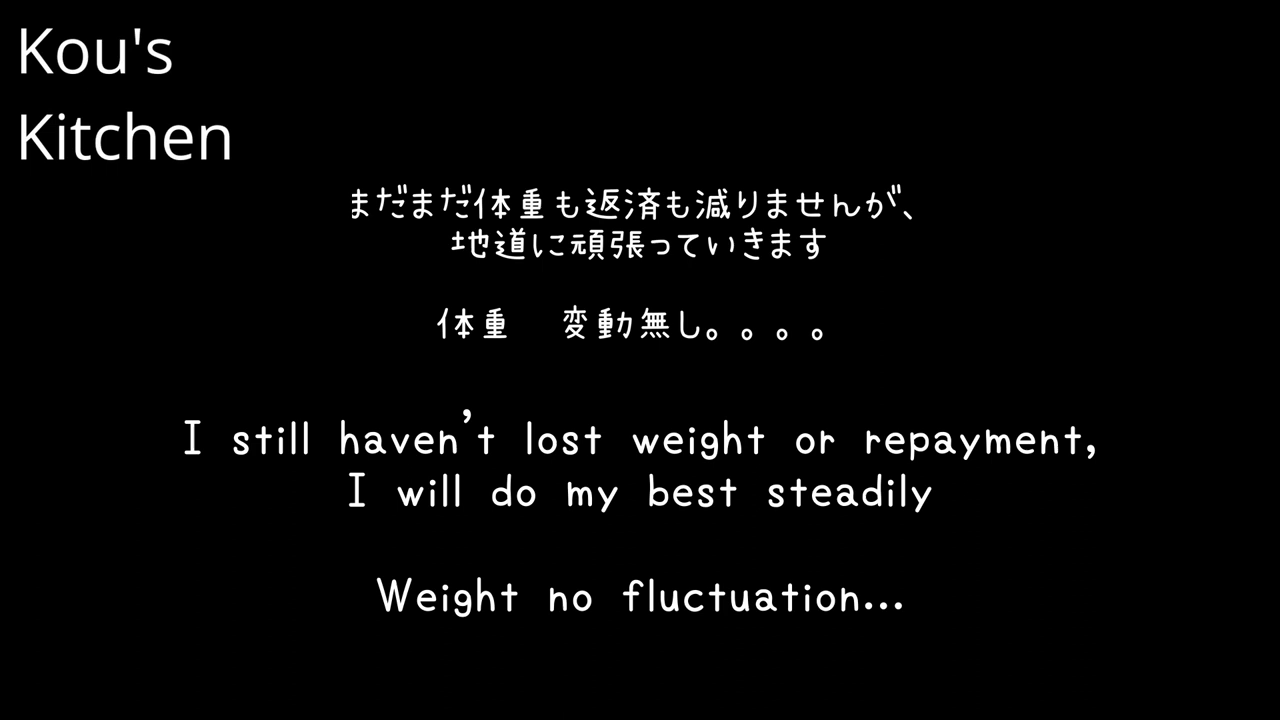 Kou's
Kitchen
まだまだ体重も返済も減りませんが、
地道に頑張っていきます
体重　変動無し。。。。
I still haven't lost weight or repayment,
I will do my best steadily
Weight no fluctuation...